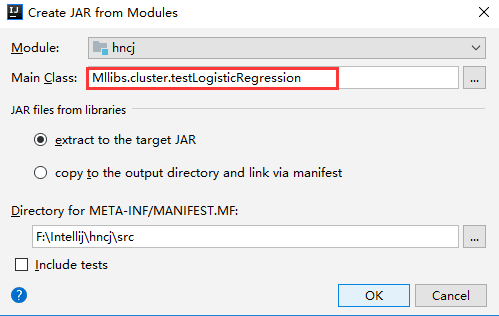 Create JAR from Modules
Module: hncj
Main Class: Mllibs.cluster.testLogisticRegression ...
JAR files from libraries
extract to the target JAR
copy to the output directory and link via manifest
Directory for META-INF/MANIFEST.MF:
F:\Intellij\hncj\src ...
Include tests
? OK Cancel